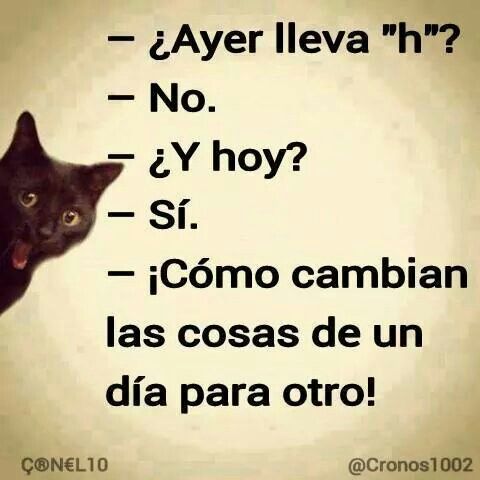 – ¿Ayer lleva "h"?
– No.
– ¿Y hoy?
– Sí.
– ¡Cómo cambian
las cosas de un
día para otro!
Ç®N€L10
@Cronos1002